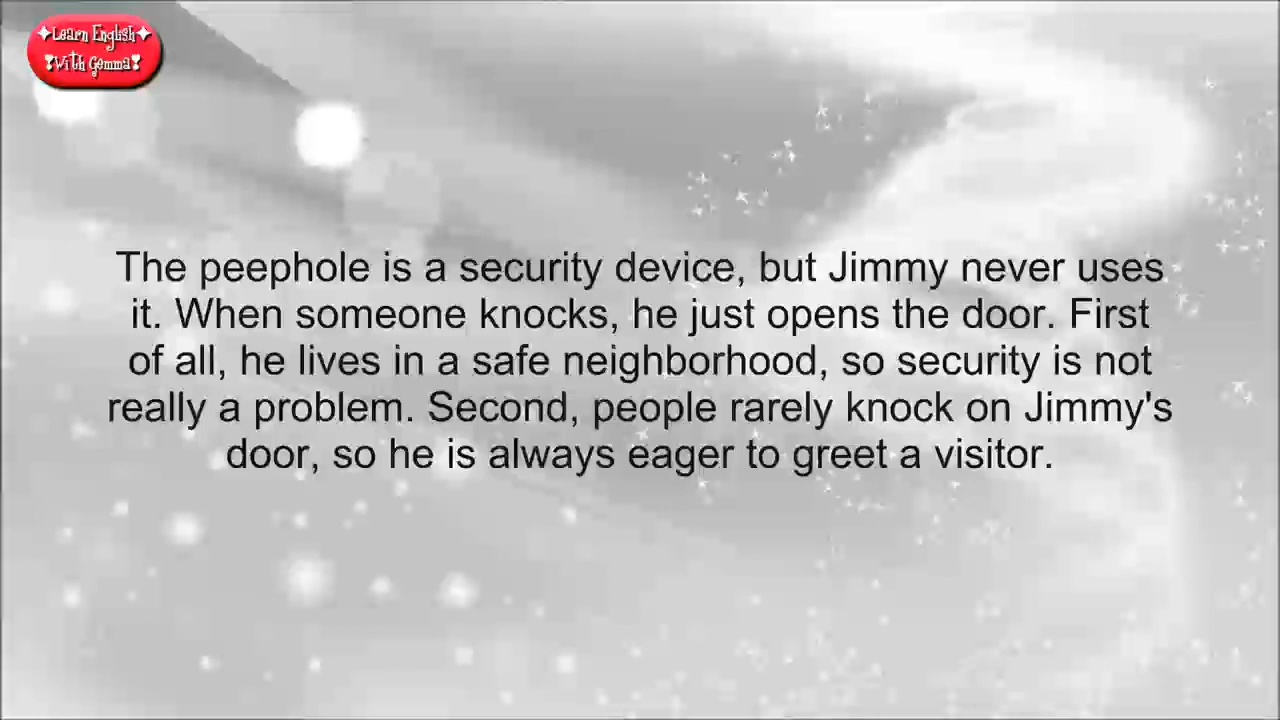 ✦Learn English✦
❣With Gemma❣
The peephole is a security device, but Jimmy never uses
it. When someone knocks, he just opens the door. First
of all, he lives in a safe neighborhood, so security is not
really a problem. Second, people rarely knock on Jimmy's
door, so he is always eager to greet a visitor.